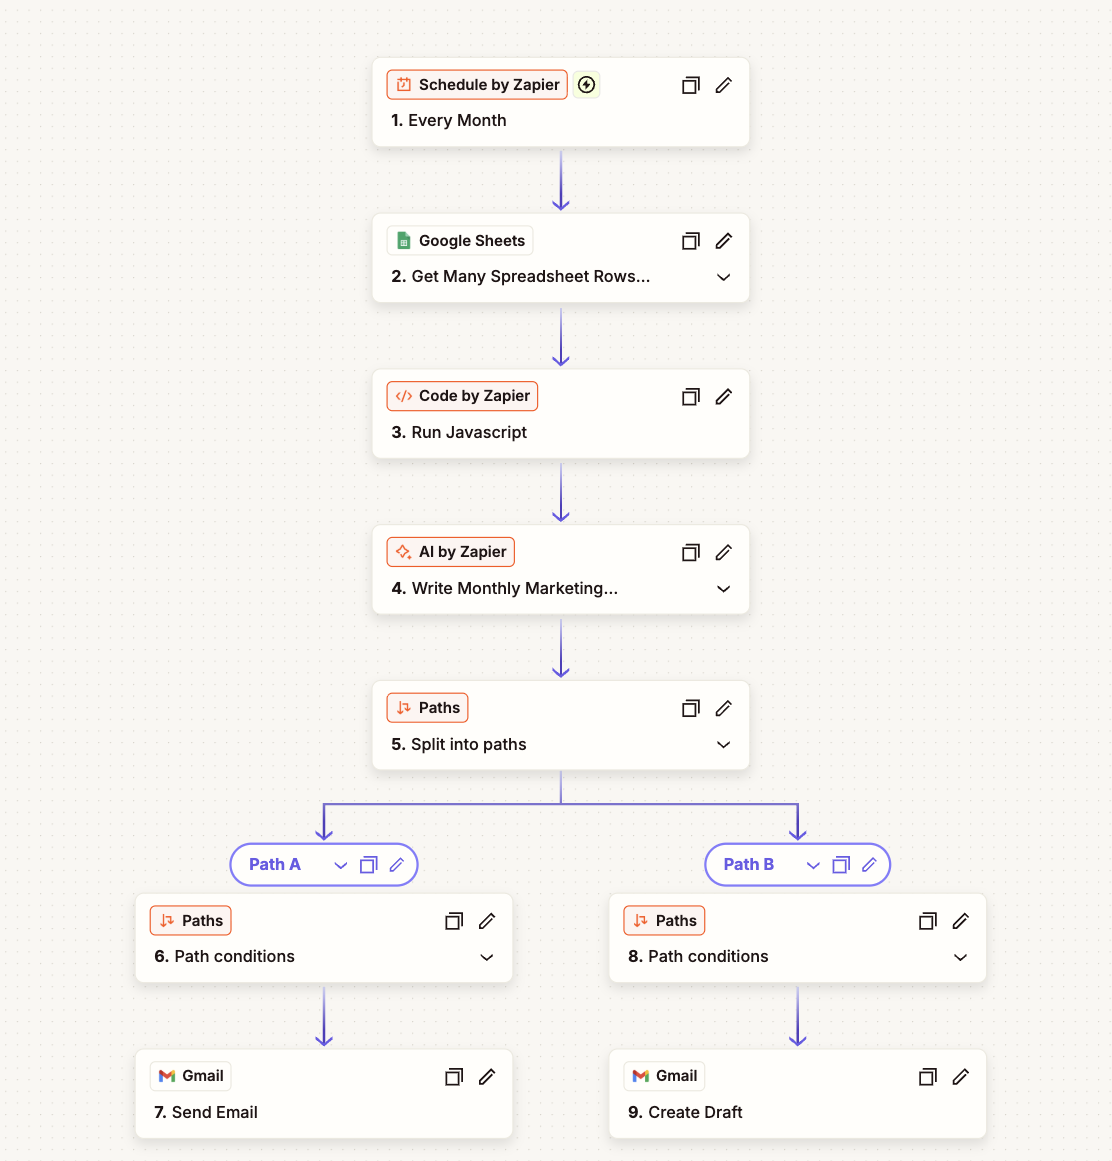 Schedule by Zapier
1. Every Month
Google Sheets
2. Get Many Spreadsheet Rows...
Code by Zapier
3. Run Javascript
AI by Zapier
4. Write Monthly Marketing...
Paths
5. Split into paths
Path A
Path B
Paths
6. Path conditions
Paths
8. Path conditions
Gmail
7. Send Email
Gmail
9. Create Draft